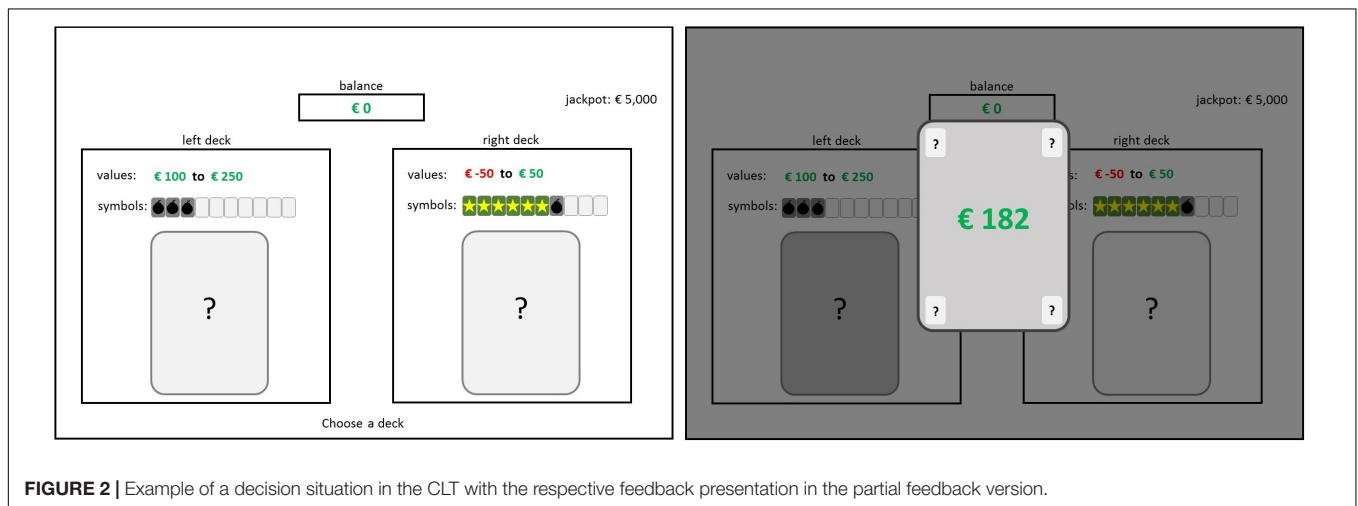 balance
€ 0
jackpot: € 5,000
left deck
right deck
values: € 100 to € 250
values: € -50 to € 50
symbols:
symbols:
?
?
Choose a deck
balance
€ 0
jackpot: € 5,000
left deck
right deck
? ?
values: € 100 to € 250
s: € -50 to € 50
symbols:
ols:
€ 182
?
?
? ?
FIGURE 2 | Example of a decision situation in the CLT with the respective feedback presentation in the partial feedback version.